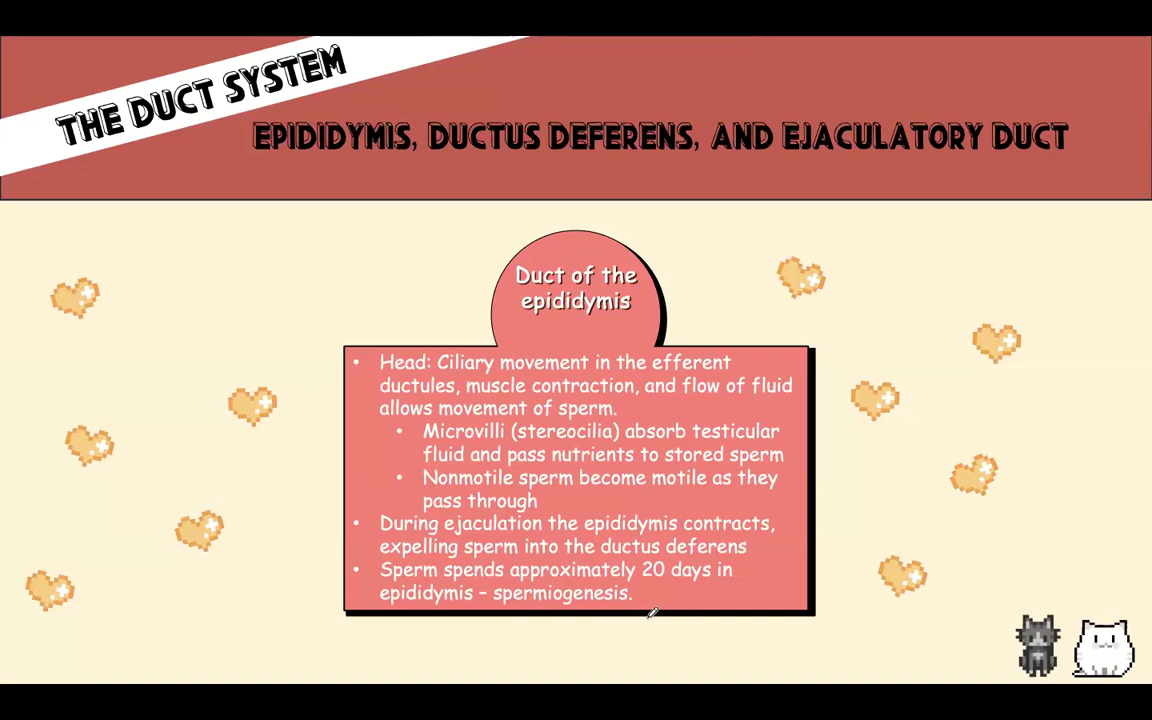 THE DUCT SYSTEM
EPIDIDYMIS, DUCTUS DEFERENS, AND EJACULATORY DUCT
Duct of the
epididymis
• Head: Ciliary movement in the efferent
ductules, muscle contraction, and flow of fluid
allows movement of sperm.
• Microvilli (stereocilia) absorb testicular
fluid and pass nutrients to stored sperm
• Nonmotile sperm become motile as they
pass through
• During ejaculation the epididymis contracts,
expelling sperm into the ductus deferens
• Sperm spends approximately 20 days in
epididymis – spermiogenesis.